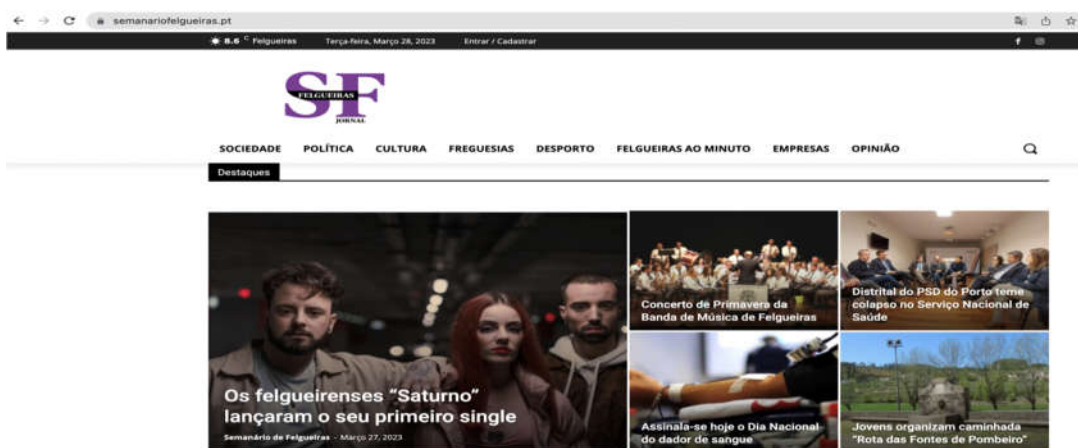 semanariofelgueiras.pt
8.6 C Felgueiras Terça-feira, Março 28, 2023 Entrar / Cadastrar
SF
FELGUEIRAS
JORNAL
SOCIEDADE POLÍTICA CULTURA FREGUESIAS DESPORTO FELGUEIRAS AO MINUTO EMPRESAS OPINIÃO
Destaques
Os felgueirenses “Saturno”
lançaram o seu primeiro single
Semanário de Felgueiras - Março 27, 2023
Concerto de Primavera da
Banda de Música de Felgueiras
Distrital do PSD do Porto teme
colapso no Serviço Nacional de
Saúde
Assinala-se hoje o Dia Nacional
do dador de sangue
Jovens organizam caminhada
“Rota das Fontes de Pombeiro”